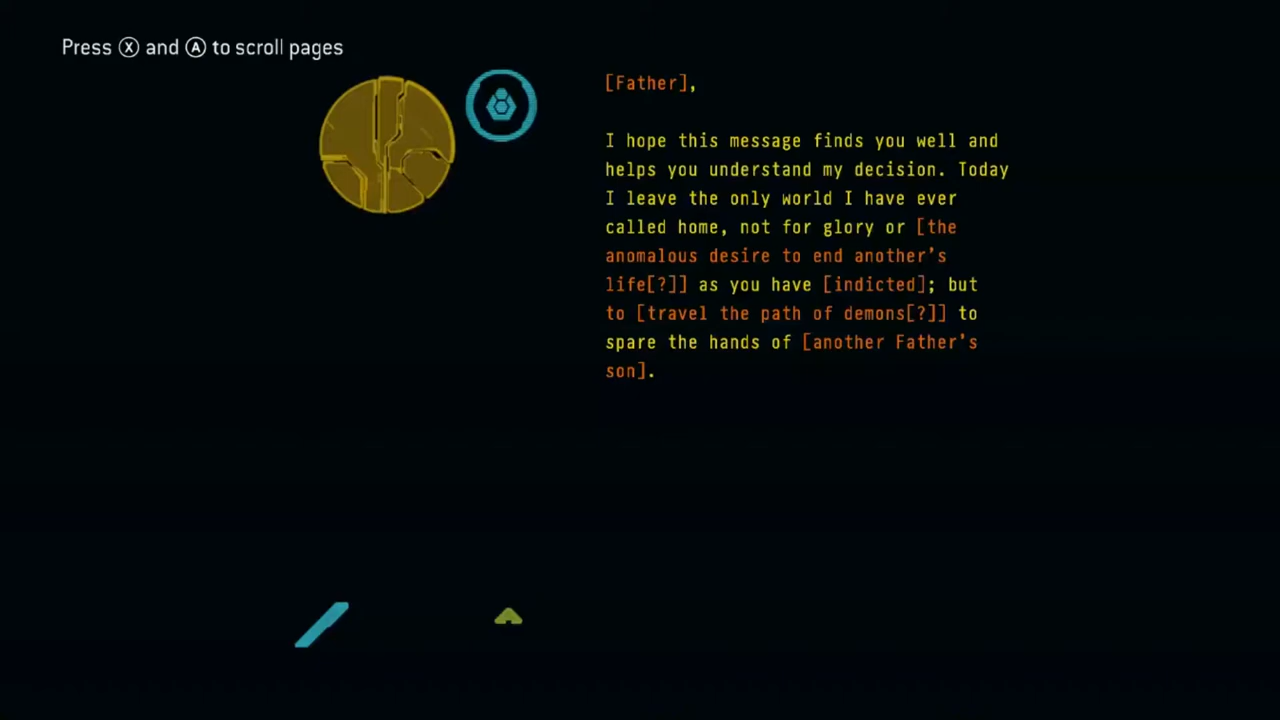 Press Ⓧ and Ⓐ to scroll pages
[Father],
I hope this message finds you well and
helps you understand my decision. Today
I leave the only world I have ever
called home, not for glory or [the
anomalous desire to end another's
life[?]] as you have [indicted]; but
to [travel the path of demons[?]] to
spare the hands of [another Father's
son].